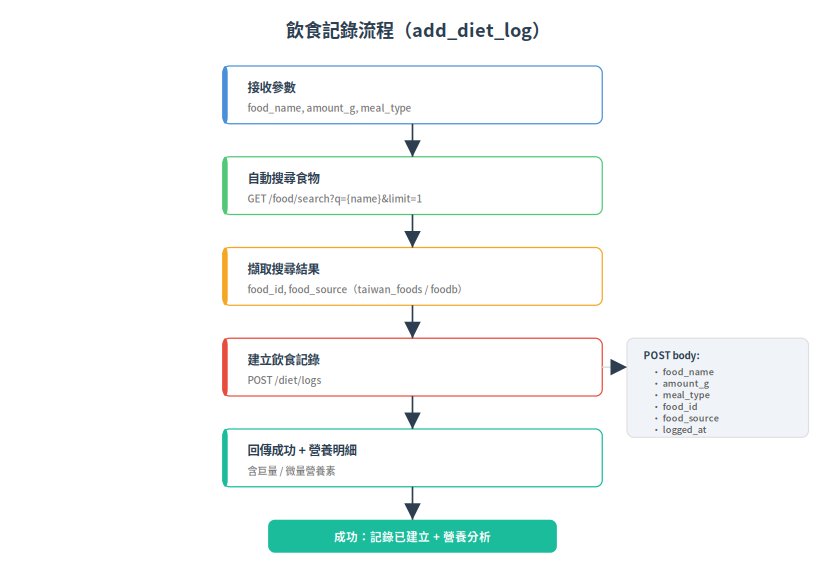 飲食記錄流程（add_diet_log）
接收參數
food_name, amount_g, meal_type
自動搜尋食物
GET /food/search?q={name}&limit=1
擷取搜尋結果
food_id, food_source（taiwan_foods / foodb）
建立飲食記錄
POST /diet/logs
POST body:
• food_name
• amount_g
• meal_type
• food_id
• food_source
• logged_at
回傳成功 + 營養明細
含巨量 / 微量營養素
成功：記錄已建立 + 營養分析